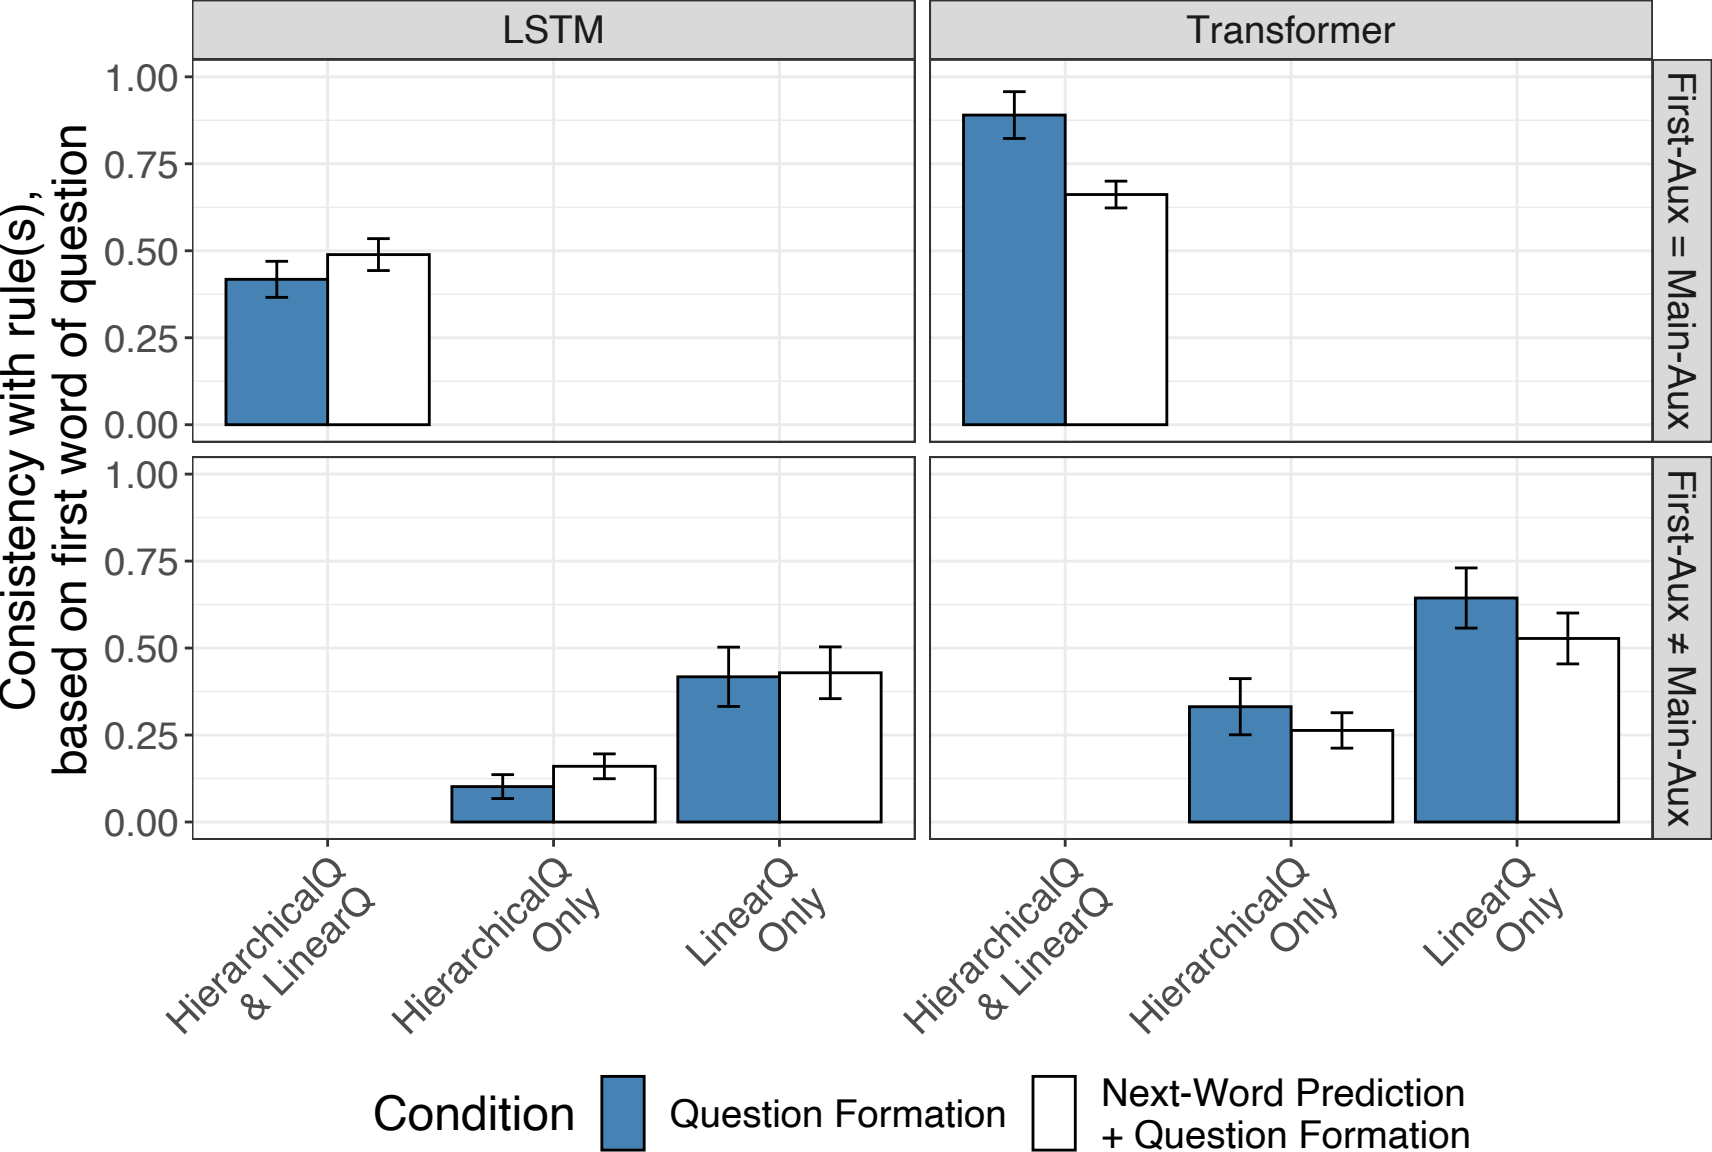 LSTM
Transformer
Consistency with rule(s),
based on first word of question
1.00
0.75
0.50
0.25
0.00
First-Aux = Main-Aux
1.00
0.75
0.50
0.25
0.00
First-Aux ≠ Main-Aux
HierarchicalQ
& LinearQ
HierarchicalQ
Only
LinearQ
Only
HierarchicalQ
& LinearQ
HierarchicalQ
Only
LinearQ
Only
Condition
Question Formation
Next-Word Prediction
+ Question Formation